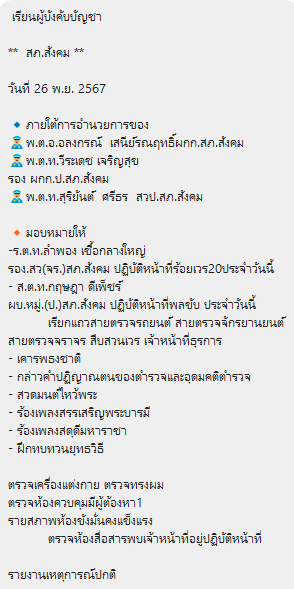 เรียนผู้บังคับบัญชา
** สภ.สังคม **
วันที่ 26 พ.ย. 2567
🔹ภายใต้การอำนวยการของ
👮พ.ต.อ.อลงกรณ์ เสนีย์รณฤทธิ์ผกก.สภ.สังคม
👮พ.ต.ท.วีระเดช เจริญสุข
รอง ผกก.ป.สภ.สังคม
👮พ.ต.ท.สุริยันต์ ศรีธร สวป.สภ.สังคม
🔸มอบหมายให้
-ร.ต.ท.ลำพอง เชื้อกลางใหญ่
รอง.สว(จร.)สภ.สังคม ปฏิบัติหน้าที่ร้อยเวร20ประจำวันนี้
- ส.ต.ท.กฤษฎา ดีเพ็ชร์
ผบ.หมู่.(ป.)สภ.สังคม ปฏิบัติหน้าที่พลขับ ประจำวันนี้
เรียกแถวสายตรวจรถยนต์ สายตรวจจักรยานยนต์
สายตรวจจราจร สิบสวนเวร เจ้าหน้าที่ธุรการ
- เคารพธงชาติ
- กล่าวคำปฏิญาณตนของตำรวจและอุดมคติตำรวจ
- สวดมนต์ไหว้พระ
- ร้องเพลงสรรเสริญพระบารมี
- ร้องเพลงสดุดีมหาราชา
- ฝึกทบทวนยุทธวิธี
ตรวจเครื่องแต่งกาย ตรวจทรงผม
ตรวจห้องควบคุมมีผู้ต้องหา1
รายสภาพห้องขังมั่นคงแข็งแรง
ตรวจห้องสื่อสารพบเจ้าหน้าที่อยู่ปฏิบัติหน้าที่
รายงานเหตุการณ์ปกติ